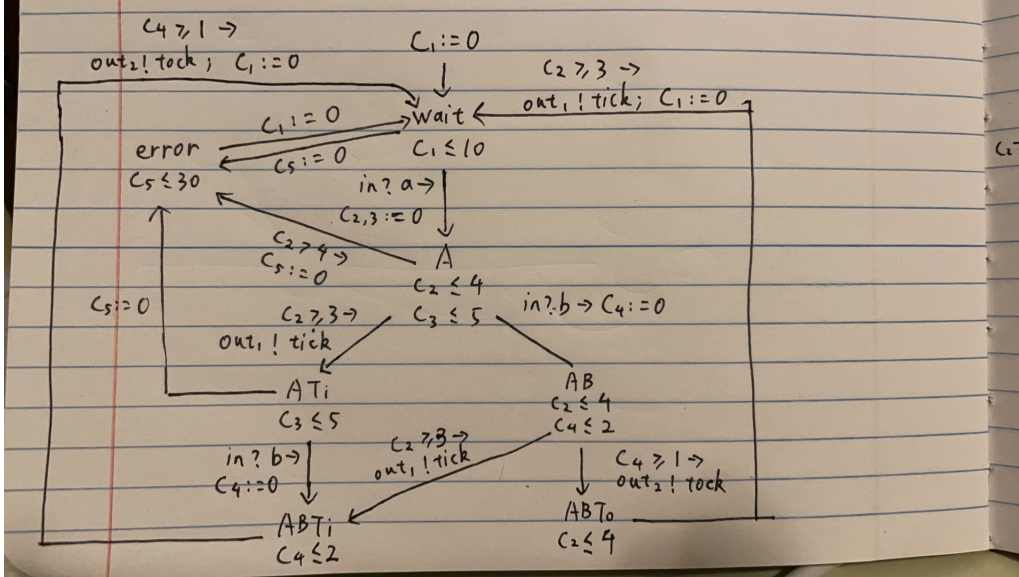 C₄ ⩾ 1 →
out₂! tock ; C₁ := 0
C₁ := 0
C₂ ⩾ 3 →
out₁! tick; C₁ := 0
wait
C₁ ≤ 10
C₁ := 0
C₅ := 0
error
C₅ ≤ 30
in? a →
C₂,₃ := 0
A
C₂ ≤ 4
C₃ ≤ 5
C₂ > 4 →
C₅ := 0
C₅ := 0
C₂ ⩾ 3 →
out₁! tick
in? b → C₄ := 0
ATi
C₃ ≤ 5
AB
C₂ ≤ 4
C₄ ≤ 2
in? b →
C₄ := 0
C₂ ⩾ 3 →
out₁! tick
C₄ ⩾ 1 →
out₂! tock
ABTi
C₄ ≤ 2
ABTo
C₂ ≤ 4